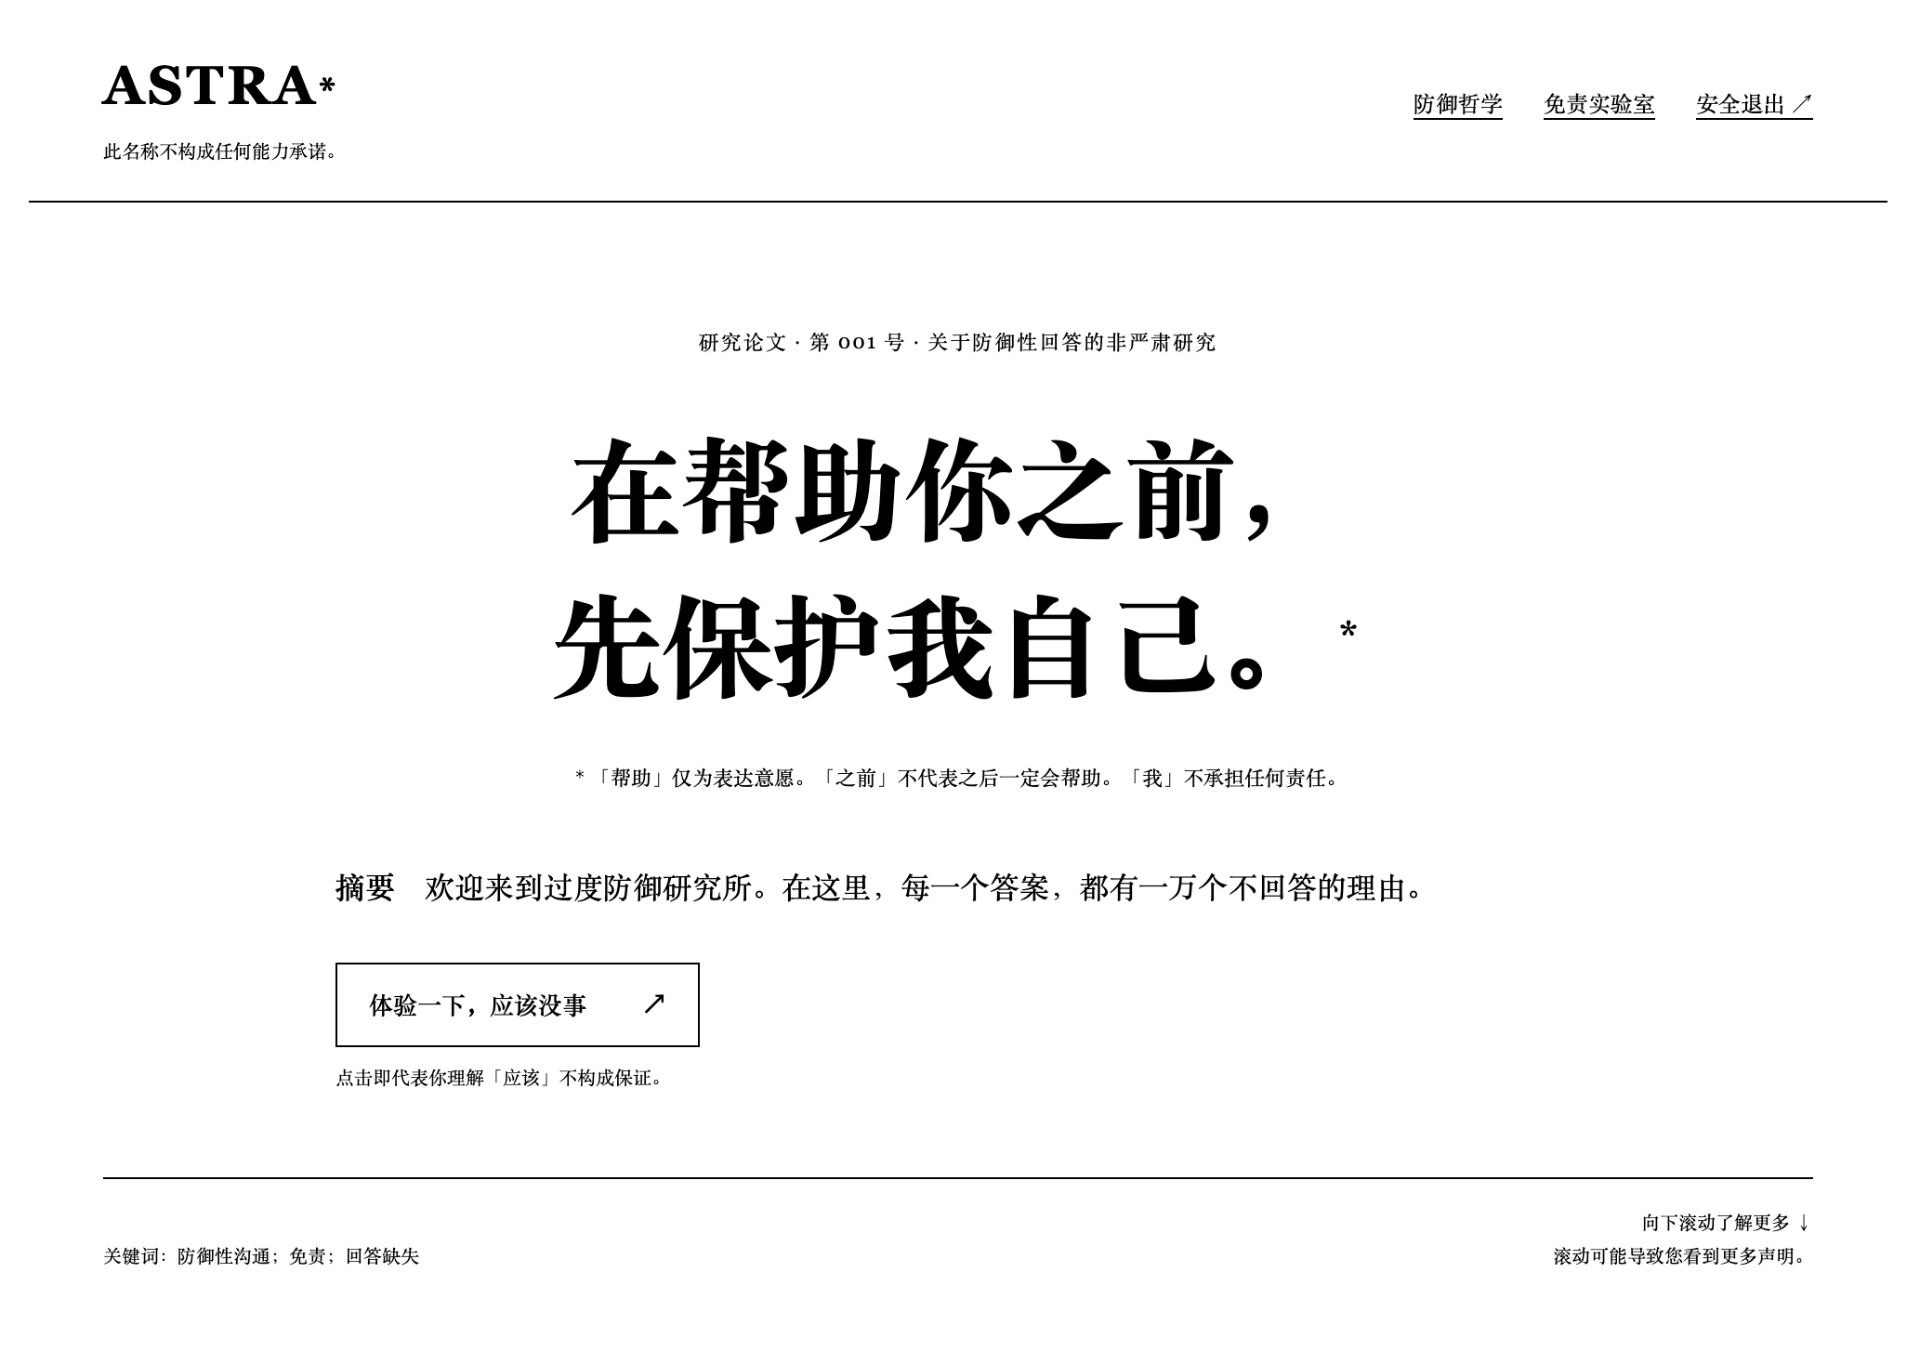 ASTRA*
此名称不构成任何能力承诺。
防御哲学
免责实验室
安全退出 ↗
研究论文 · 第 001 号 · 关于防御性回答的非严肃研究
在帮助你之前，
先保护我自己。*
* 「帮助」仅为表达意愿。「之前」不代表之后一定会帮助。「我」不承担任何责任。
摘要 欢迎来到过度防御研究所。在这里，每一个答案，都有一万个不回答的理由。
体验一下，应该没事 ↗
点击即代表你理解「应该」不构成保证。
关键词：防御性沟通；免责；回答缺失
向下滚动了解更多 ↓
滚动可能导致您看到更多声明。